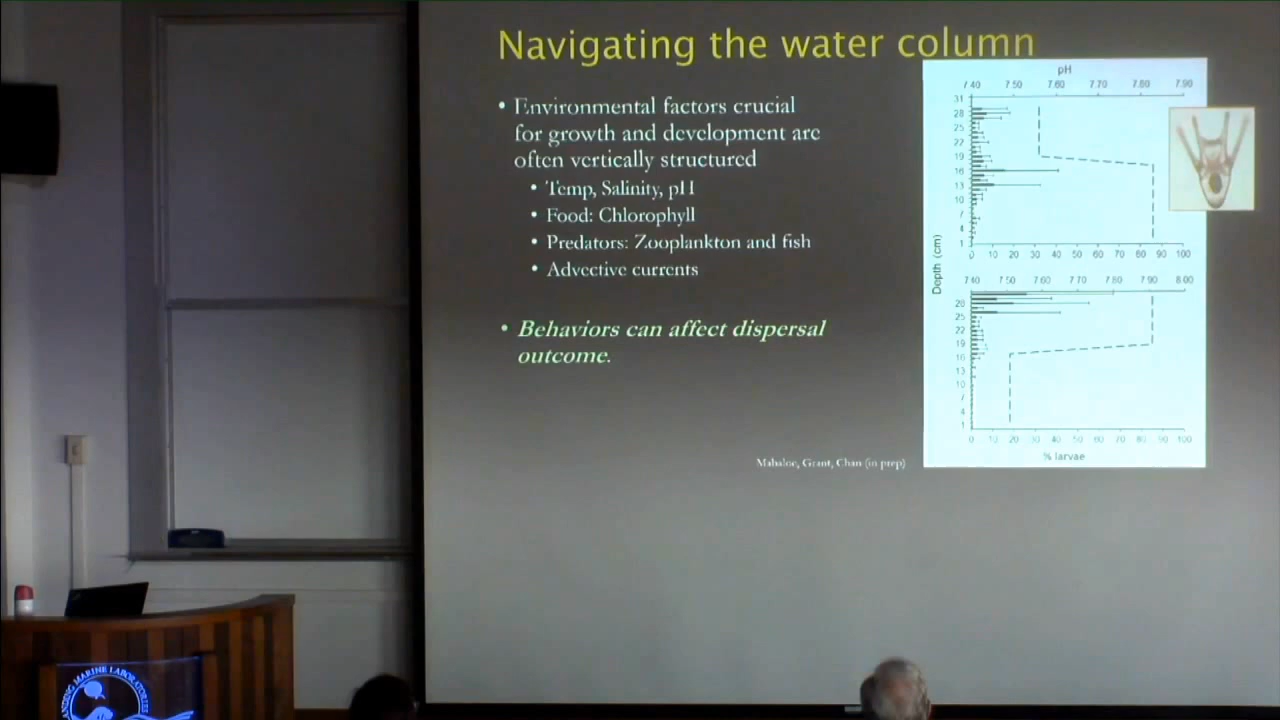 Navigating the water column
• Environmental factors crucial
for growth and development are
often vertically structured
• Temp, Salinity, pH
• Food: Chlorophyll
• Predators: Zooplankton and fish
• Advective currents
• Behaviors can affect dispersal
outcome.
pH
7.40 7.50 7.60 7.70 7.80 7.90
31
28
25
22
19
16
13
10
7
4
1
0 10 20 30 40 50 60 70 80 90 100
Depth (cm)
7.40 7.50 7.60 7.70 7.80 7.90 8.00
28
25
22
19
16
13
10
7
4
1
0 10 20 30 40 50 60 70 80 90 100
% larvae
Grant, Chan (in prep)
LANDING MARINE LABORATORIES